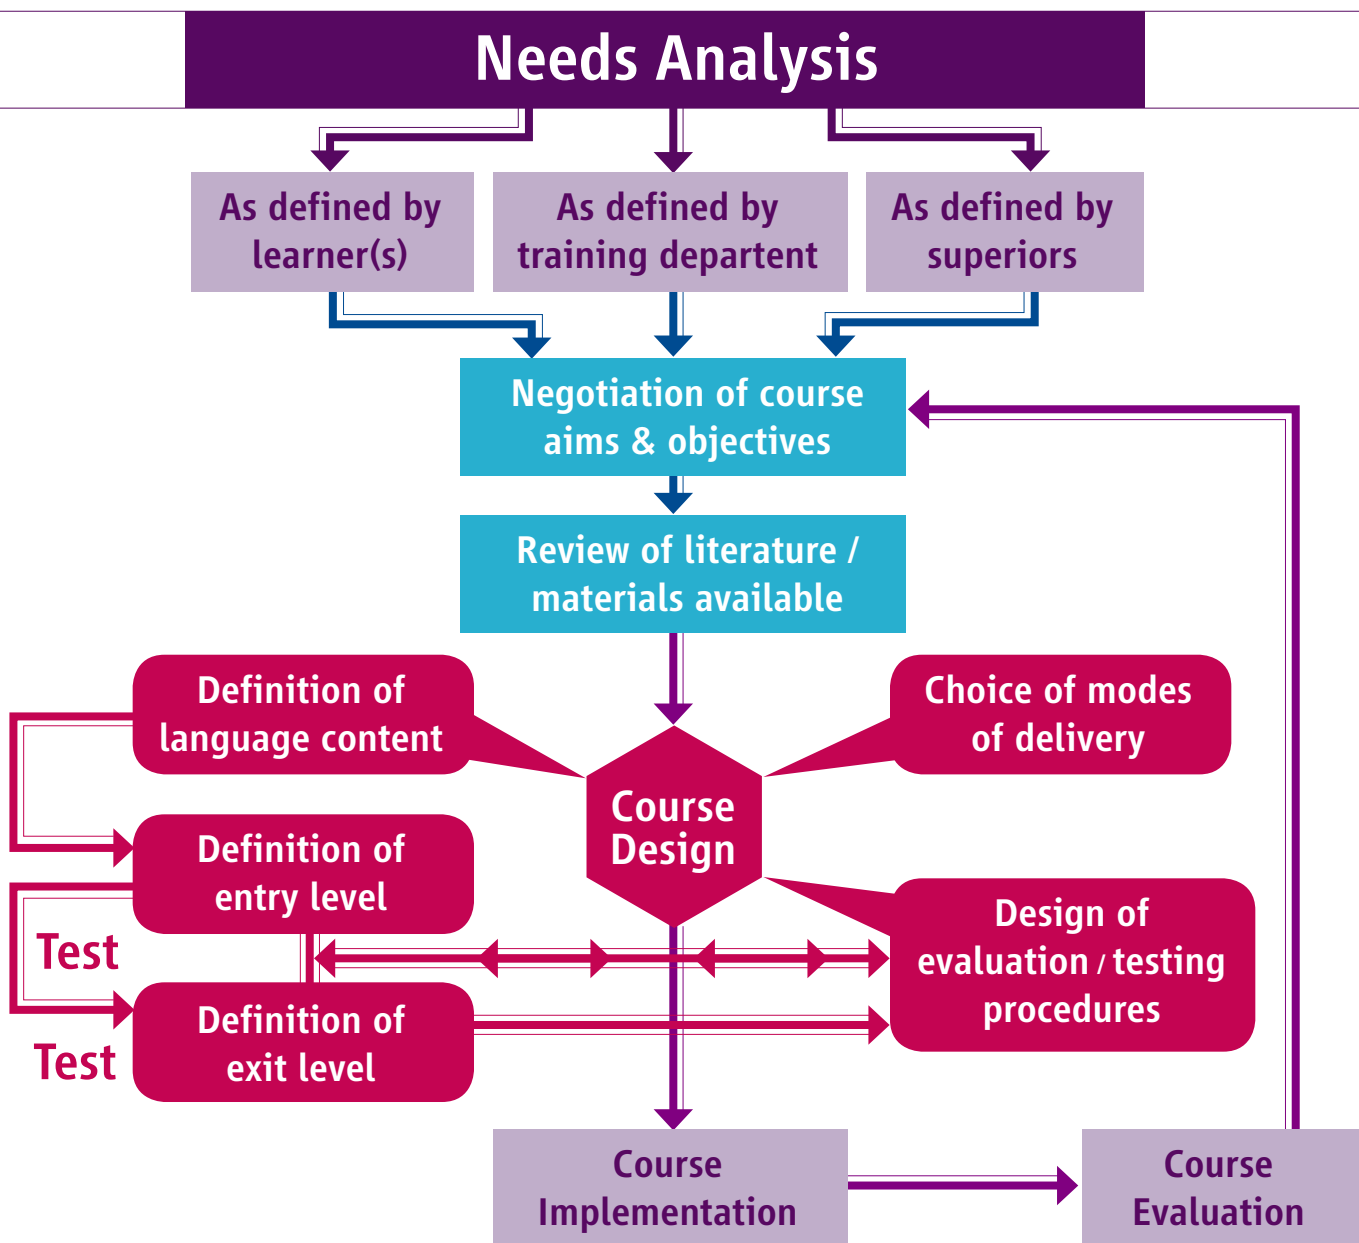 Needs Analysis
As defined by
learner(s)
As defined by
training departent
As defined by
superiors
Negotiation of course
aims & objectives
Review of literature /
materials available
Definition of
language content
Choice of modes
of delivery
Course
Design
Definition of
entry level
Test
Design of
evaluation / testing
procedures
Definition of
exit level
Test
Course
Implementation
Course
Evaluation